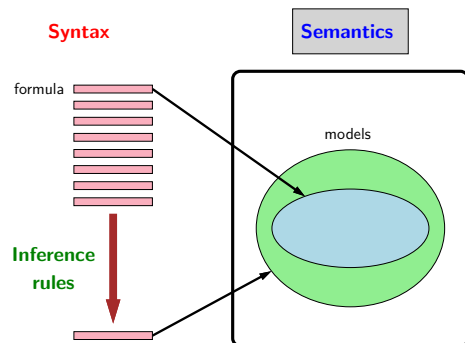 Syntax
Semantics
formula
models
Inference
rules